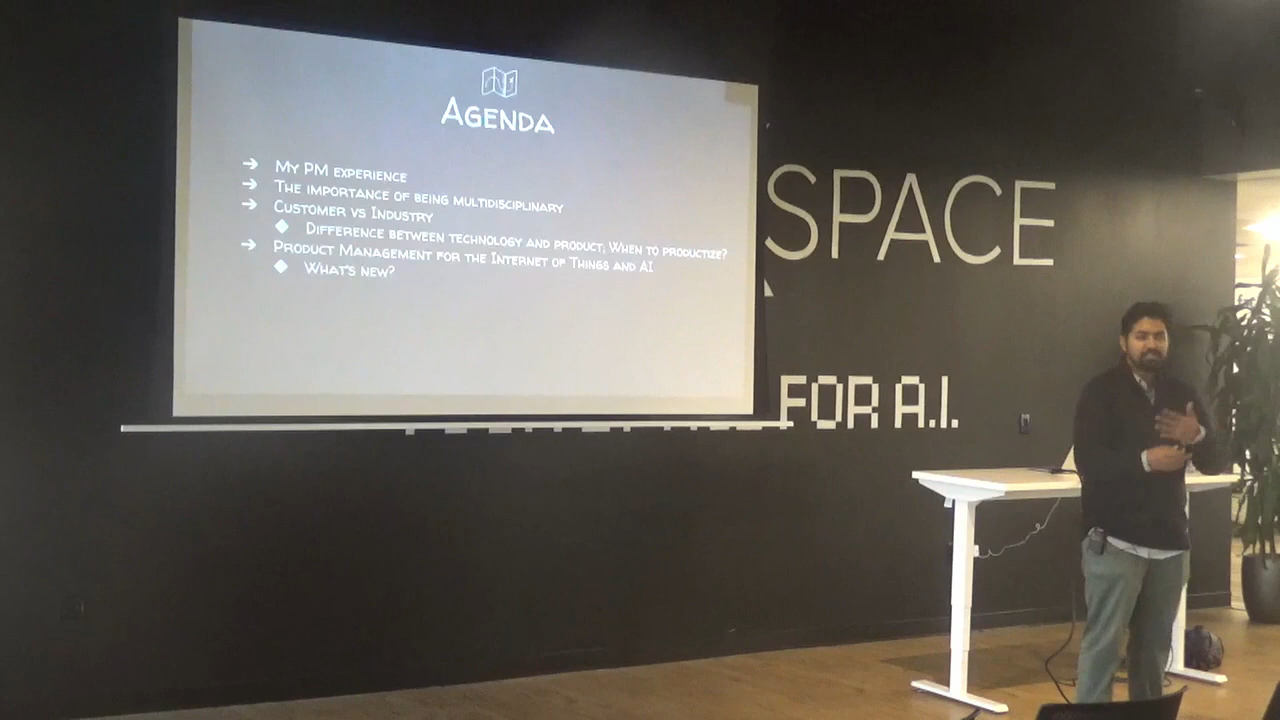 Agenda
➔ My PM experience
➔ The importance of being multidisciplinary
➔ Customer vs Industry
◆ Difference between technology and product; When to productize?
➔ Product Management for the Internet of Things and AI
◆ What's new?
SPACE
FOR A.I.